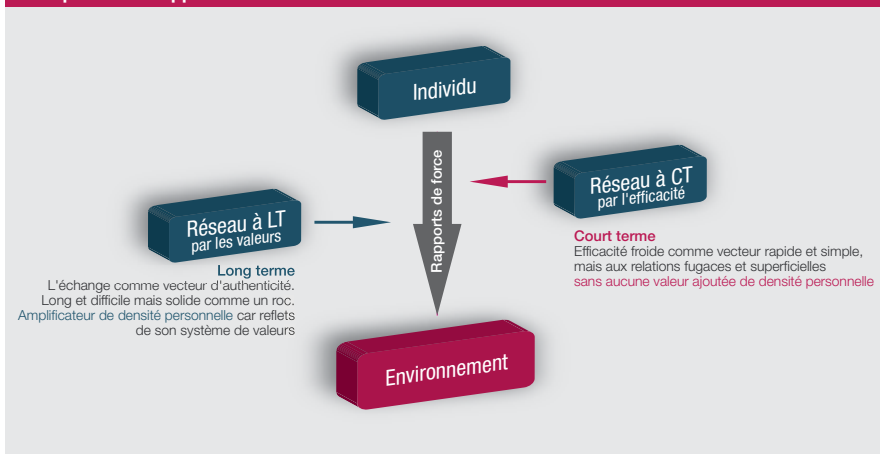 Individu
Rapports de force
Réseau à CT
par l'efficacité
Réseau à LT
par les valeurs
Court terme
Efficacité froide comme vecteur rapide et simple,
mais aux relations fugaces et superficielles
sans aucune valeur ajoutée de densité personnelle
Long terme
L'échange comme vecteur d'authenticité.
Long et difficile mais solide comme un roc.
Amplificateur de densité personnelle car reflets
de son système de valeurs
Environnement